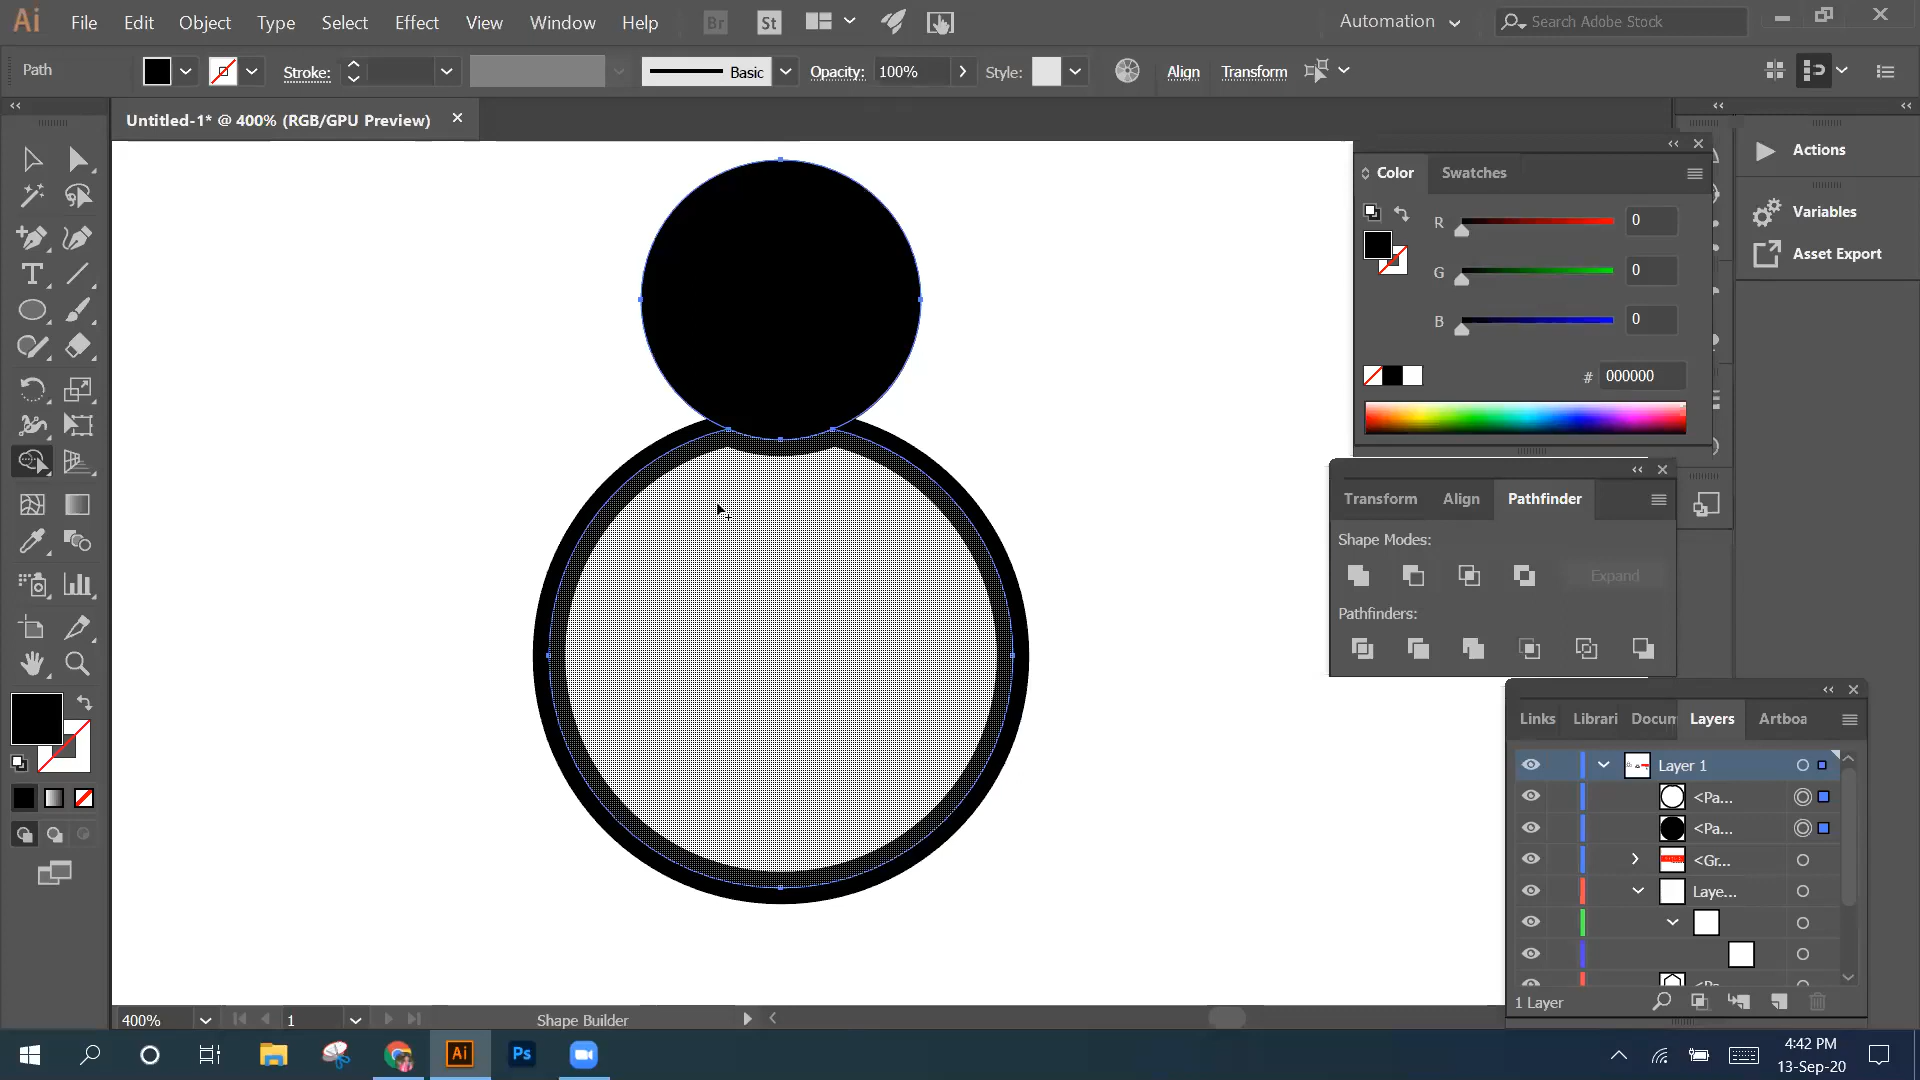 Ai File Edit Object Type Select Effect View Window Help Br St Automation Search Adobe Stock
Path Stroke: Basic Opacity: 100% Style: Align Transform
Untitled-1* @ 400% (RGB/GPU Preview)
Color Swatches
R 0
G 0
B 0
# 000000
Actions
Variables
Asset Export
Transform Align Pathfinder
Shape Modes:
Expand
Pathfinders:
Links Librari Docum Layers Artboa
Layer 1
<Pa...
<Pa...
<Gr...
Laye...
1 Layer
400% 1 Shape Builder
Ai Ps
4:42 PM
13-Sep-20